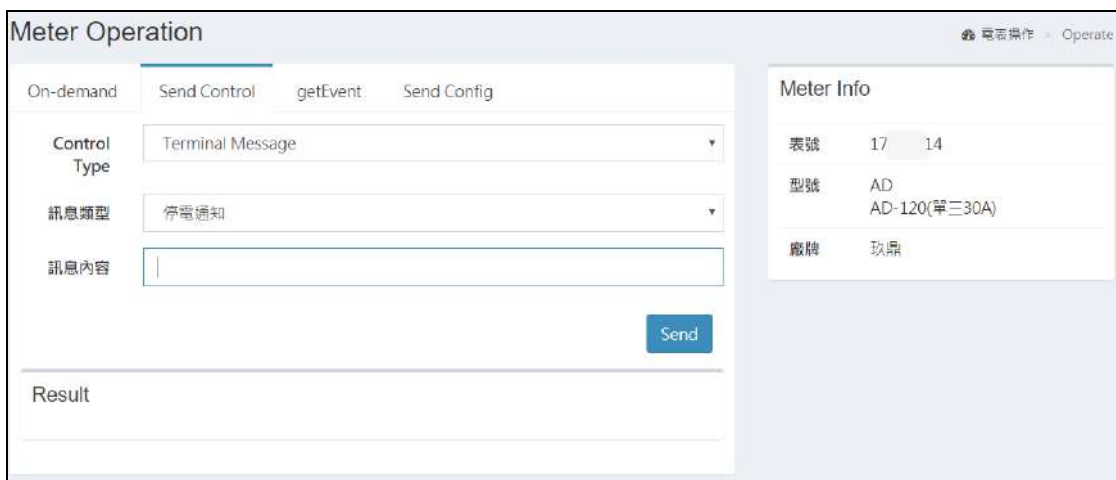 Meter Operation
電表操作 > Operate
On-demand Send Control getEvent Send Config
Control Type
Terminal Message
訊息類型
停電通知
訊息內容
Send
Result
Meter Info
表號 17 14
型號 AD
AD-120(單三30A)
廠牌 玖鼎